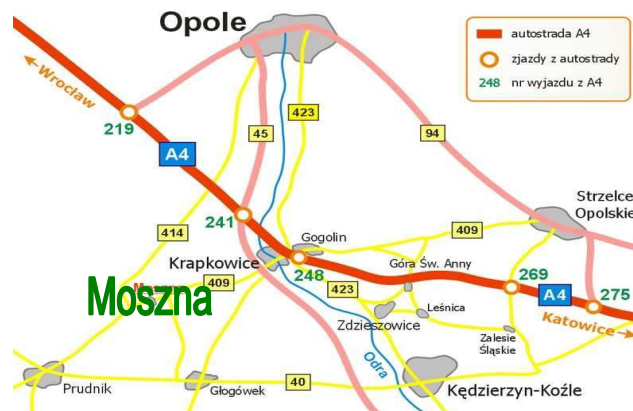 Opole
autostrada A4
zjazdy z autostrady
248 nr wyjazdu z A4
Wrocław
219
423
45
94
A4
Strzelce
Opolskie
241
414
409
Gogolin
Krapkowice
248
Góra Św. Anny
269
A4
275
Moszna
409
423
Leśnica
Katowice
Zdzieszowice
Zalesie
Śląskie
Odra
Prudnik
Głogówek
40
Kędzierzyn-Koźle